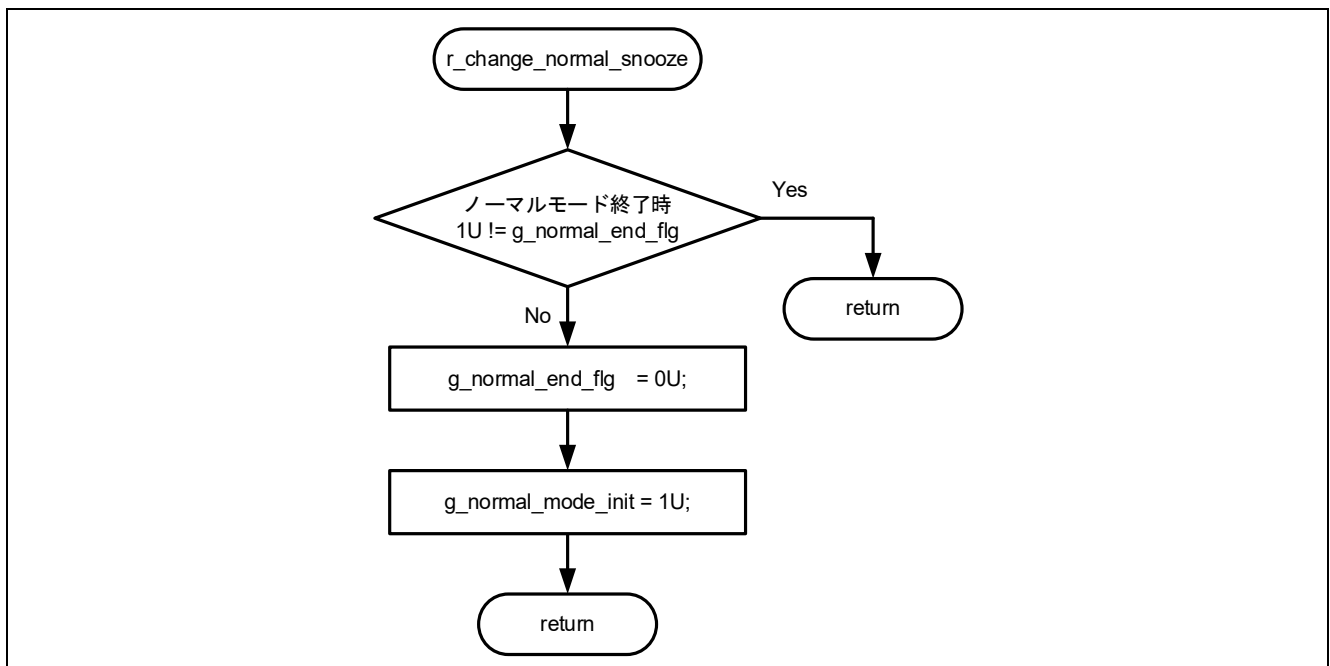 r_change_normal_snooze
ノーマルモード終了時
1U != g_normal_end_flg
Yes
return
No
g_normal_end_flg = 0U;
g_normal_mode_init = 1U;
return